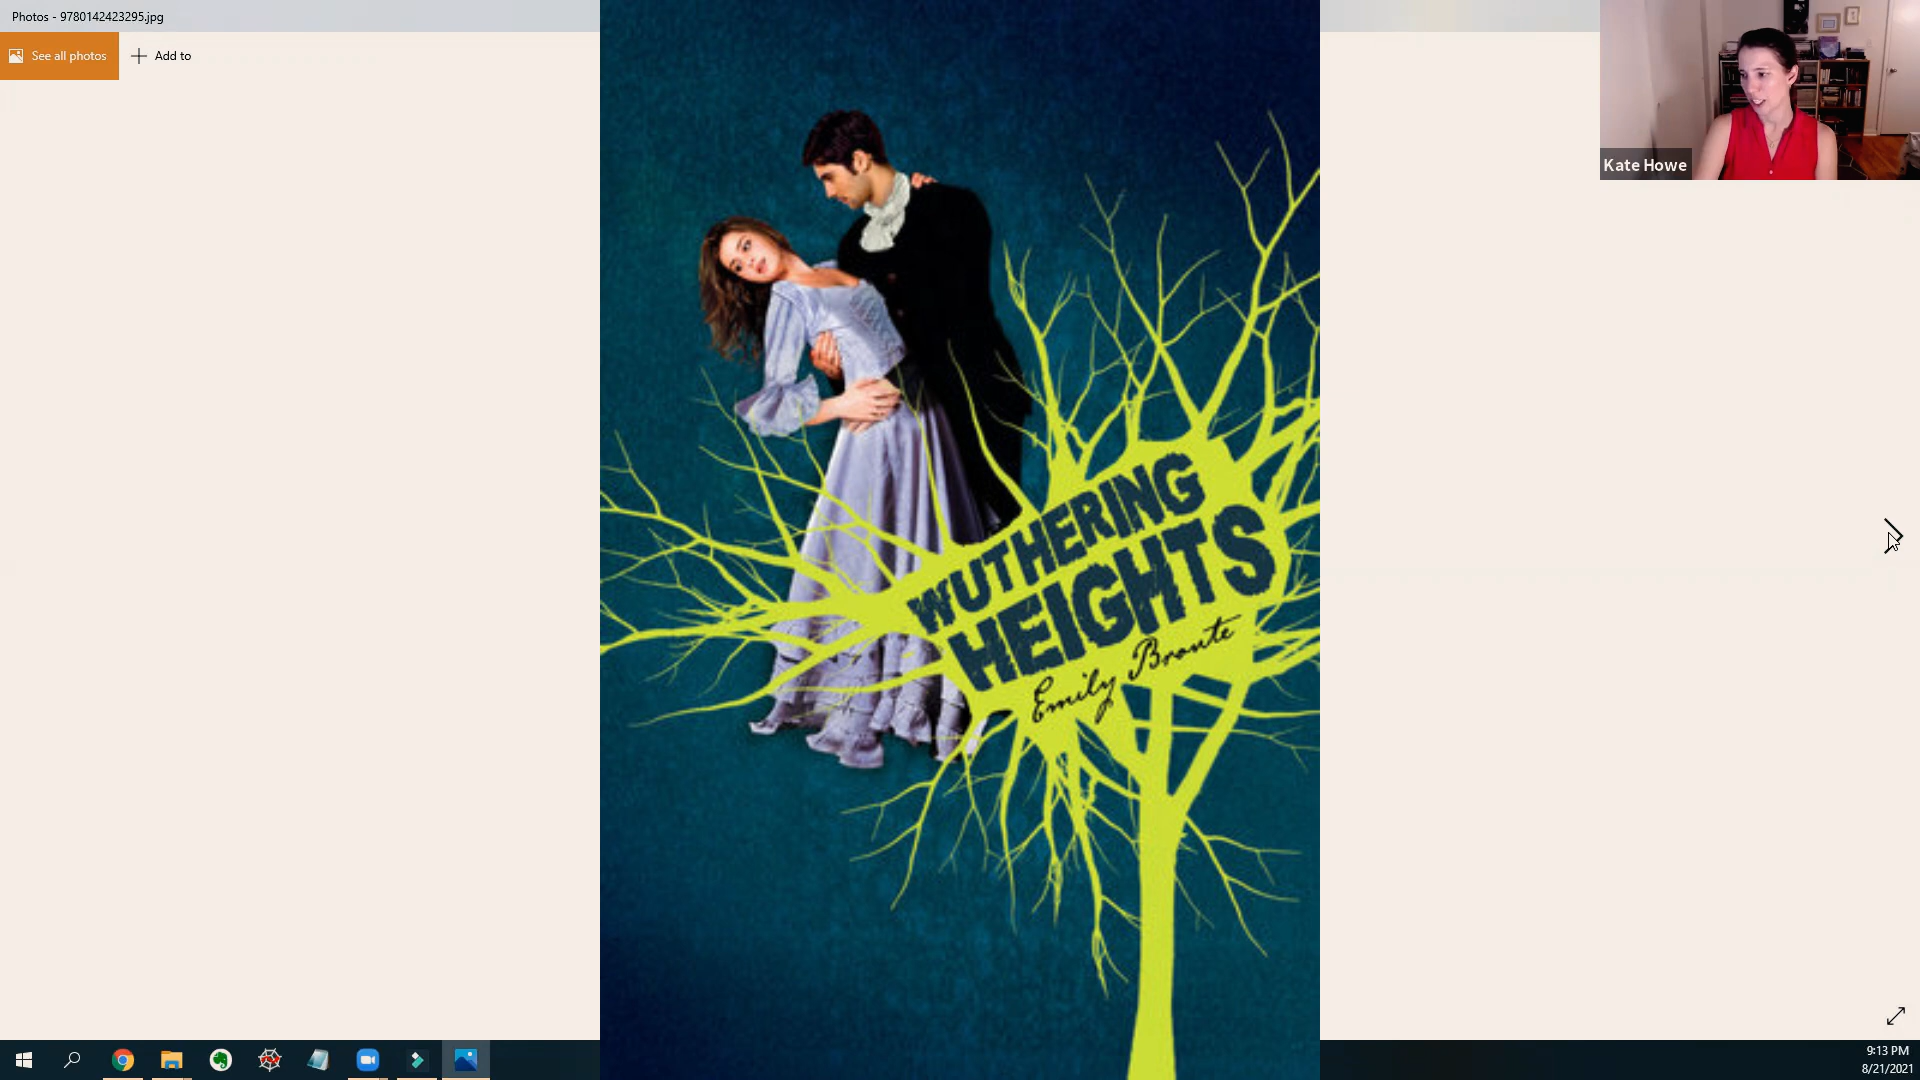 Photos - 9780142423295.jpg
See all photos
Add to
Kate Howe
WUTHERING
HEIGHTS
Emily Bronte
9:13 PM
8/21/2021